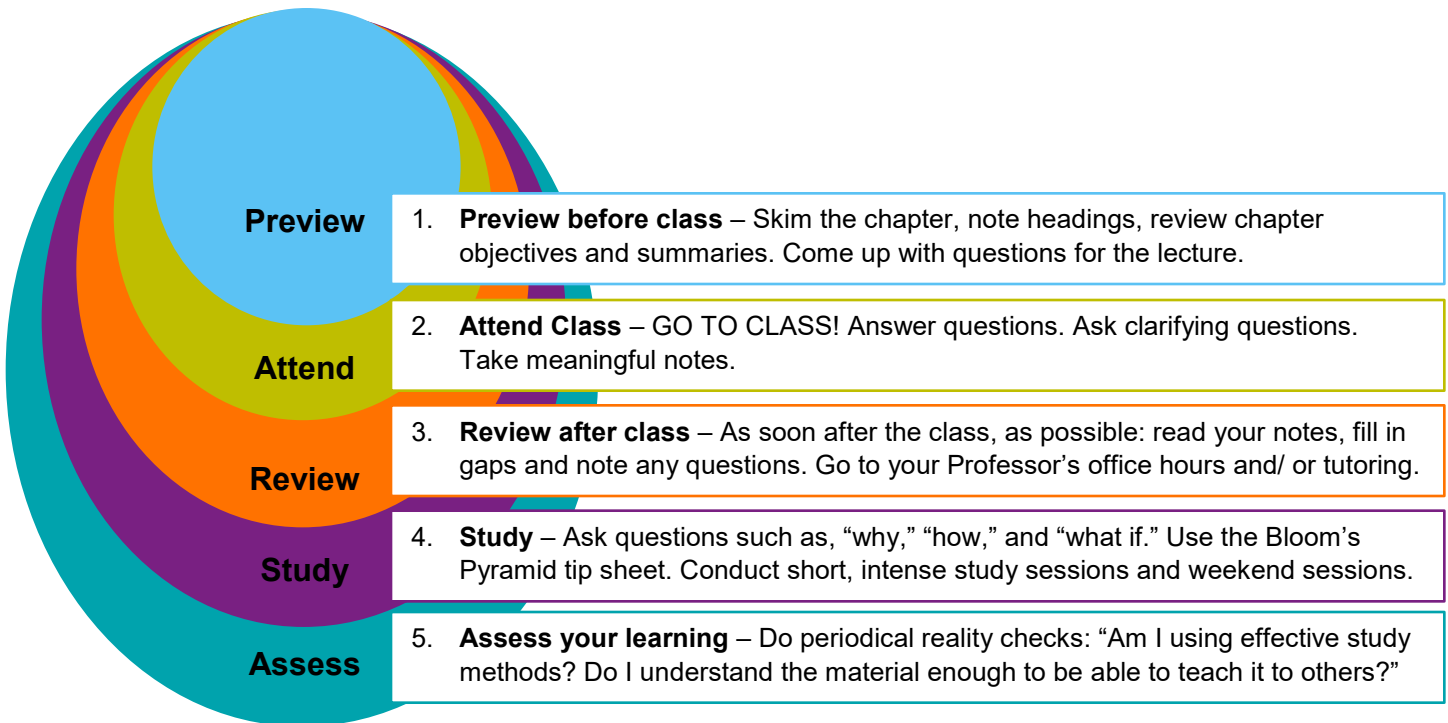 Preview
1. Preview before class – Skim the chapter, note headings, review chapter
objectives and summaries. Come up with questions for the lecture.
Attend
2. Attend Class – GO TO CLASS! Answer questions. Ask clarifying questions.
Take meaningful notes.
Review
3. Review after class – As soon after the class, as possible: read your notes, fill in
gaps and note any questions. Go to your Professor’s office hours and/ or tutoring.
Study
4. Study – Ask questions such as, “why,” “how,” and “what if.” Use the Bloom’s
Pyramid tip sheet. Conduct short, intense study sessions and weekend sessions.
Assess
5. Assess your learning – Do periodical reality checks: “Am I using effective study
methods? Do I understand the material enough to be able to teach it to others?”